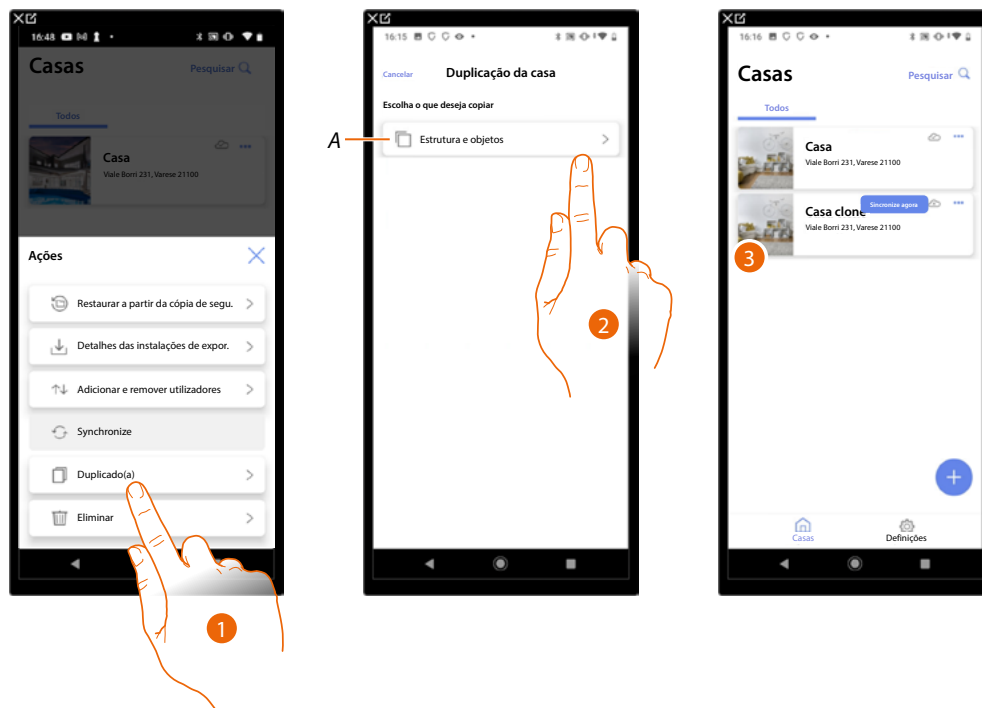 16:48
Casas
Pesquisar
Todos
Casa
Viale Borri 231, Varese 21100
Ações
Restaurar a partir da cópia de segu.
Detalhes das instalações de expor.
Adicionar e remover utilizadores
Synchronize
Duplicado(a)
Eliminar
1
16:15
Cancelar
Duplicação da casa
Escolha o que deseja copiar
A
Estrutura e objetos
2
16:16
Casas
Pesquisar
Todos
Casa
Viale Borri 231, Varese 21100
Casa clone
Sincronize agora
Viale Borri 231, Varese 21100
3
+
Casas
Definições